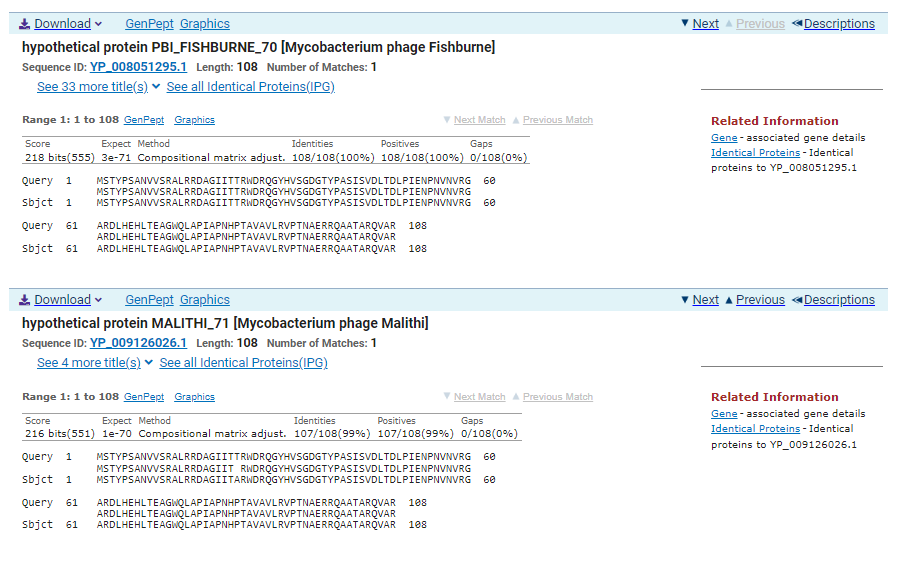 Download GenPept Graphics Next Previous Descriptions
hypothetical protein PBI_FISHBURNE_70 [Mycobacterium phage Fishburne]
Sequence ID: YP_008051295.1 Length: 108 Number of Matches: 1
See 33 more title(s) See all Identical Proteins(IPG)
Range 1: 1 to 108 GenPept Graphics Next Match Previous Match
Score Expect Method Identities Positives Gaps
218 bits(555) 3e-71 Compositional matrix adjust. 108/108(100%) 108/108(100%) 0/108(0%)
Query 1 MSTYPSANVVSRALRRDAGIITTRWDRQGYHVSGDGTYPASISVDLTDLPIENPNVNVRG 60
MSTYPSANVVSRALRRDAGIITTRWDRQGYHVSGDGTYPASISVDLTDLPIENPNVNVRG
Sbjct 1 MSTYPSANVVSRALRRDAGIITTRWDRQGYHVSGDGTYPASISVDLTDLPIENPNVNVRG 60
Query 61 ARDLHEHLTEAGWQLAPIAPNHPTAVAVLRVPTNAERRQAATARQVAR 108
ARDLHEHLTEAGWQLAPIAPNHPTAVAVLRVPTNAERRQAATARQVAR
Sbjct 61 ARDLHEHLTEAGWQLAPIAPNHPTAVAVLRVPTNAERRQAATARQVAR 108
Related Information
Gene - associated gene details
Identical Proteins - Identical
proteins to YP_008051295.1
Download GenPept Graphics Next Previous Descriptions
hypothetical protein MALITHI_71 [Mycobacterium phage Malithi]
Sequence ID: YP_009126026.1 Length: 108 Number of Matches: 1
See 4 more title(s) See all Identical Proteins(IPG)
Range 1: 1 to 108 GenPept Graphics Next Match Previous Match
Score Expect Method Identities Positives Gaps
216 bits(551) 1e-70 Compositional matrix adjust. 107/108(99%) 107/108(99%) 0/108(0%)
Query 1 MSTYPSANVVSRALRRDAGIITTRWDRQGYHVSGDGTYPASISVDLTDLPIENPNVNVRG 60
MSTYPSANVVSRALRRDAGIIT RWDRQGYHVSGDGTYPASISVDLTDLPIENPNVNVRG
Sbjct 1 MSTYPSANVVSRALRRDAGIITARWDRQGYHVSGDGTYPASISVDLTDLPIENPNVNVRG 60
Query 61 ARDLHEHLTEAGWQLAPIAPNHPTAVAVLRVPTNAERRQAATARQVAR 108
ARDLHEHLTEAGWQLAPIAPNHPTAVAVLRVPTNAERRQAATARQVAR
Sbjct 61 ARDLHEHLTEAGWQLAPIAPNHPTAVAVLRVPTNAERRQAATARQVAR 108
Related Information
Gene - associated gene details
Identical Proteins - Identical
proteins to YP_009126026.1